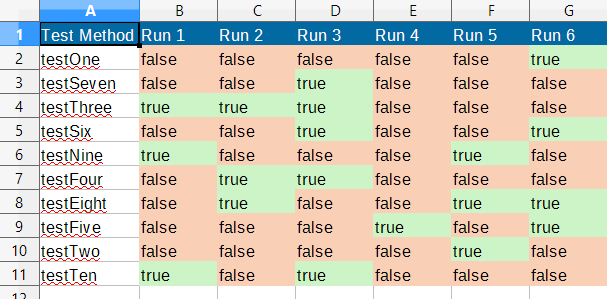 A B C D E F G
1 Test Method Run 1 Run 2 Run 3 Run 4 Run 5 Run 6
2 testOne false false false false false true
3 testSeven false false true false false false
4 testThree true true true false false false
5 testSix false false true false false true
6 testNine true false false false true false
7 testFour false true true false false false
8 testEight false true false false true true
9 testFive false false false true false true
10 testTwo false false false false true false
11 testTen true false true false false false
12